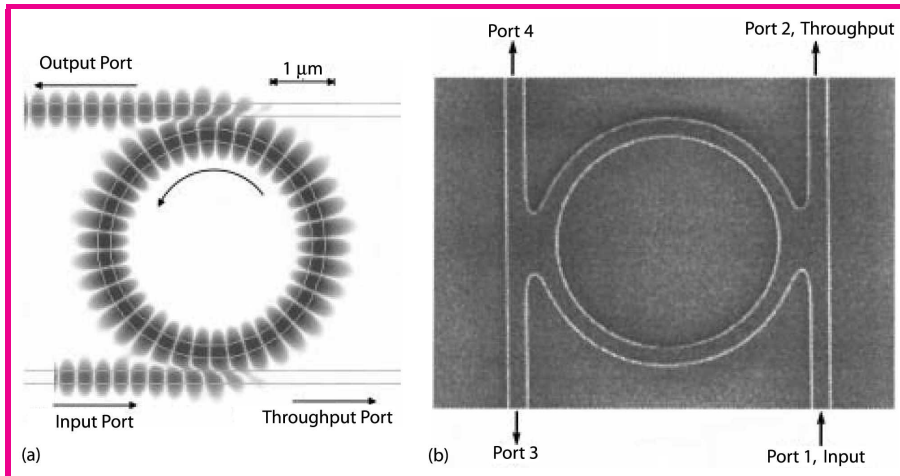 Output Port
1 μm
Input Port
Throughput Port
(a)
Port 4
Port 2, Throughput
Port 3
Port 1, Input
(b)